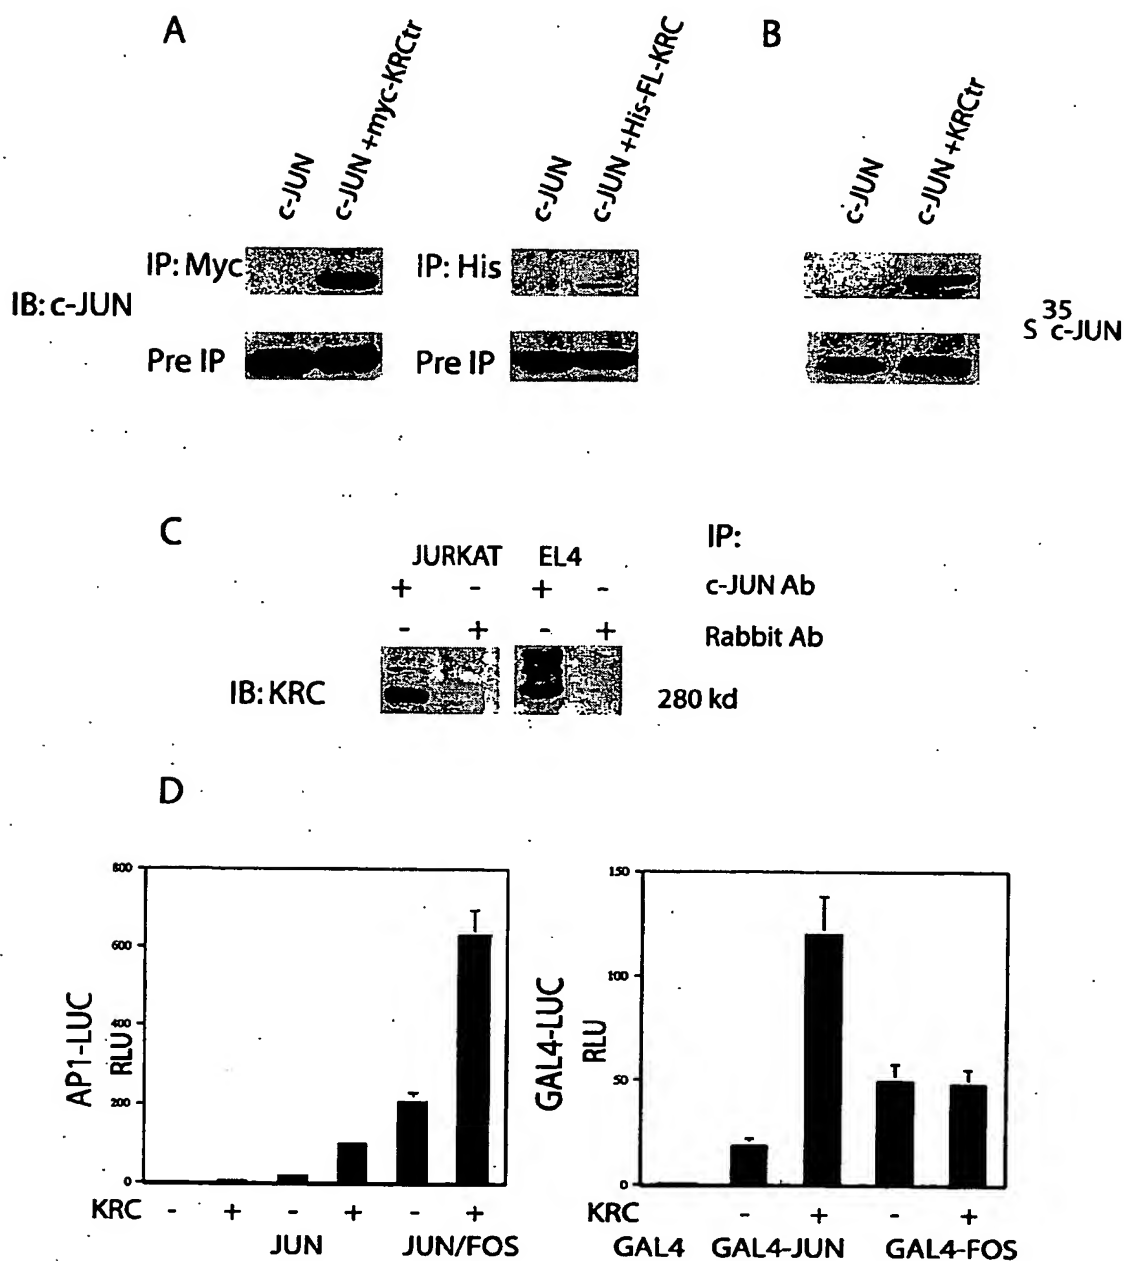 A
B
c-JUN
c-JUN +myc-KRCtr
c-JUN
c-JUN +His-FL-KRC
c-JUN
c-JUN +KRCtr
IP: Myc
IP: His
IB: c-JUN
S 35 c-JUN
Pre IP
Pre IP
C
IP:
JURKAT EL4
+ - + - c-JUN Ab
- + - + Rabbit Ab
IB: KRC
280 kd
D
800
600
400
200
0
AP1-LUC
RLU
KRC - + - + - +
JUN JUN/FOS
150
100
50
0
GAL4-LUC
RLU
KRC - + - +
GAL4 GAL4-JUN GAL4-FOS